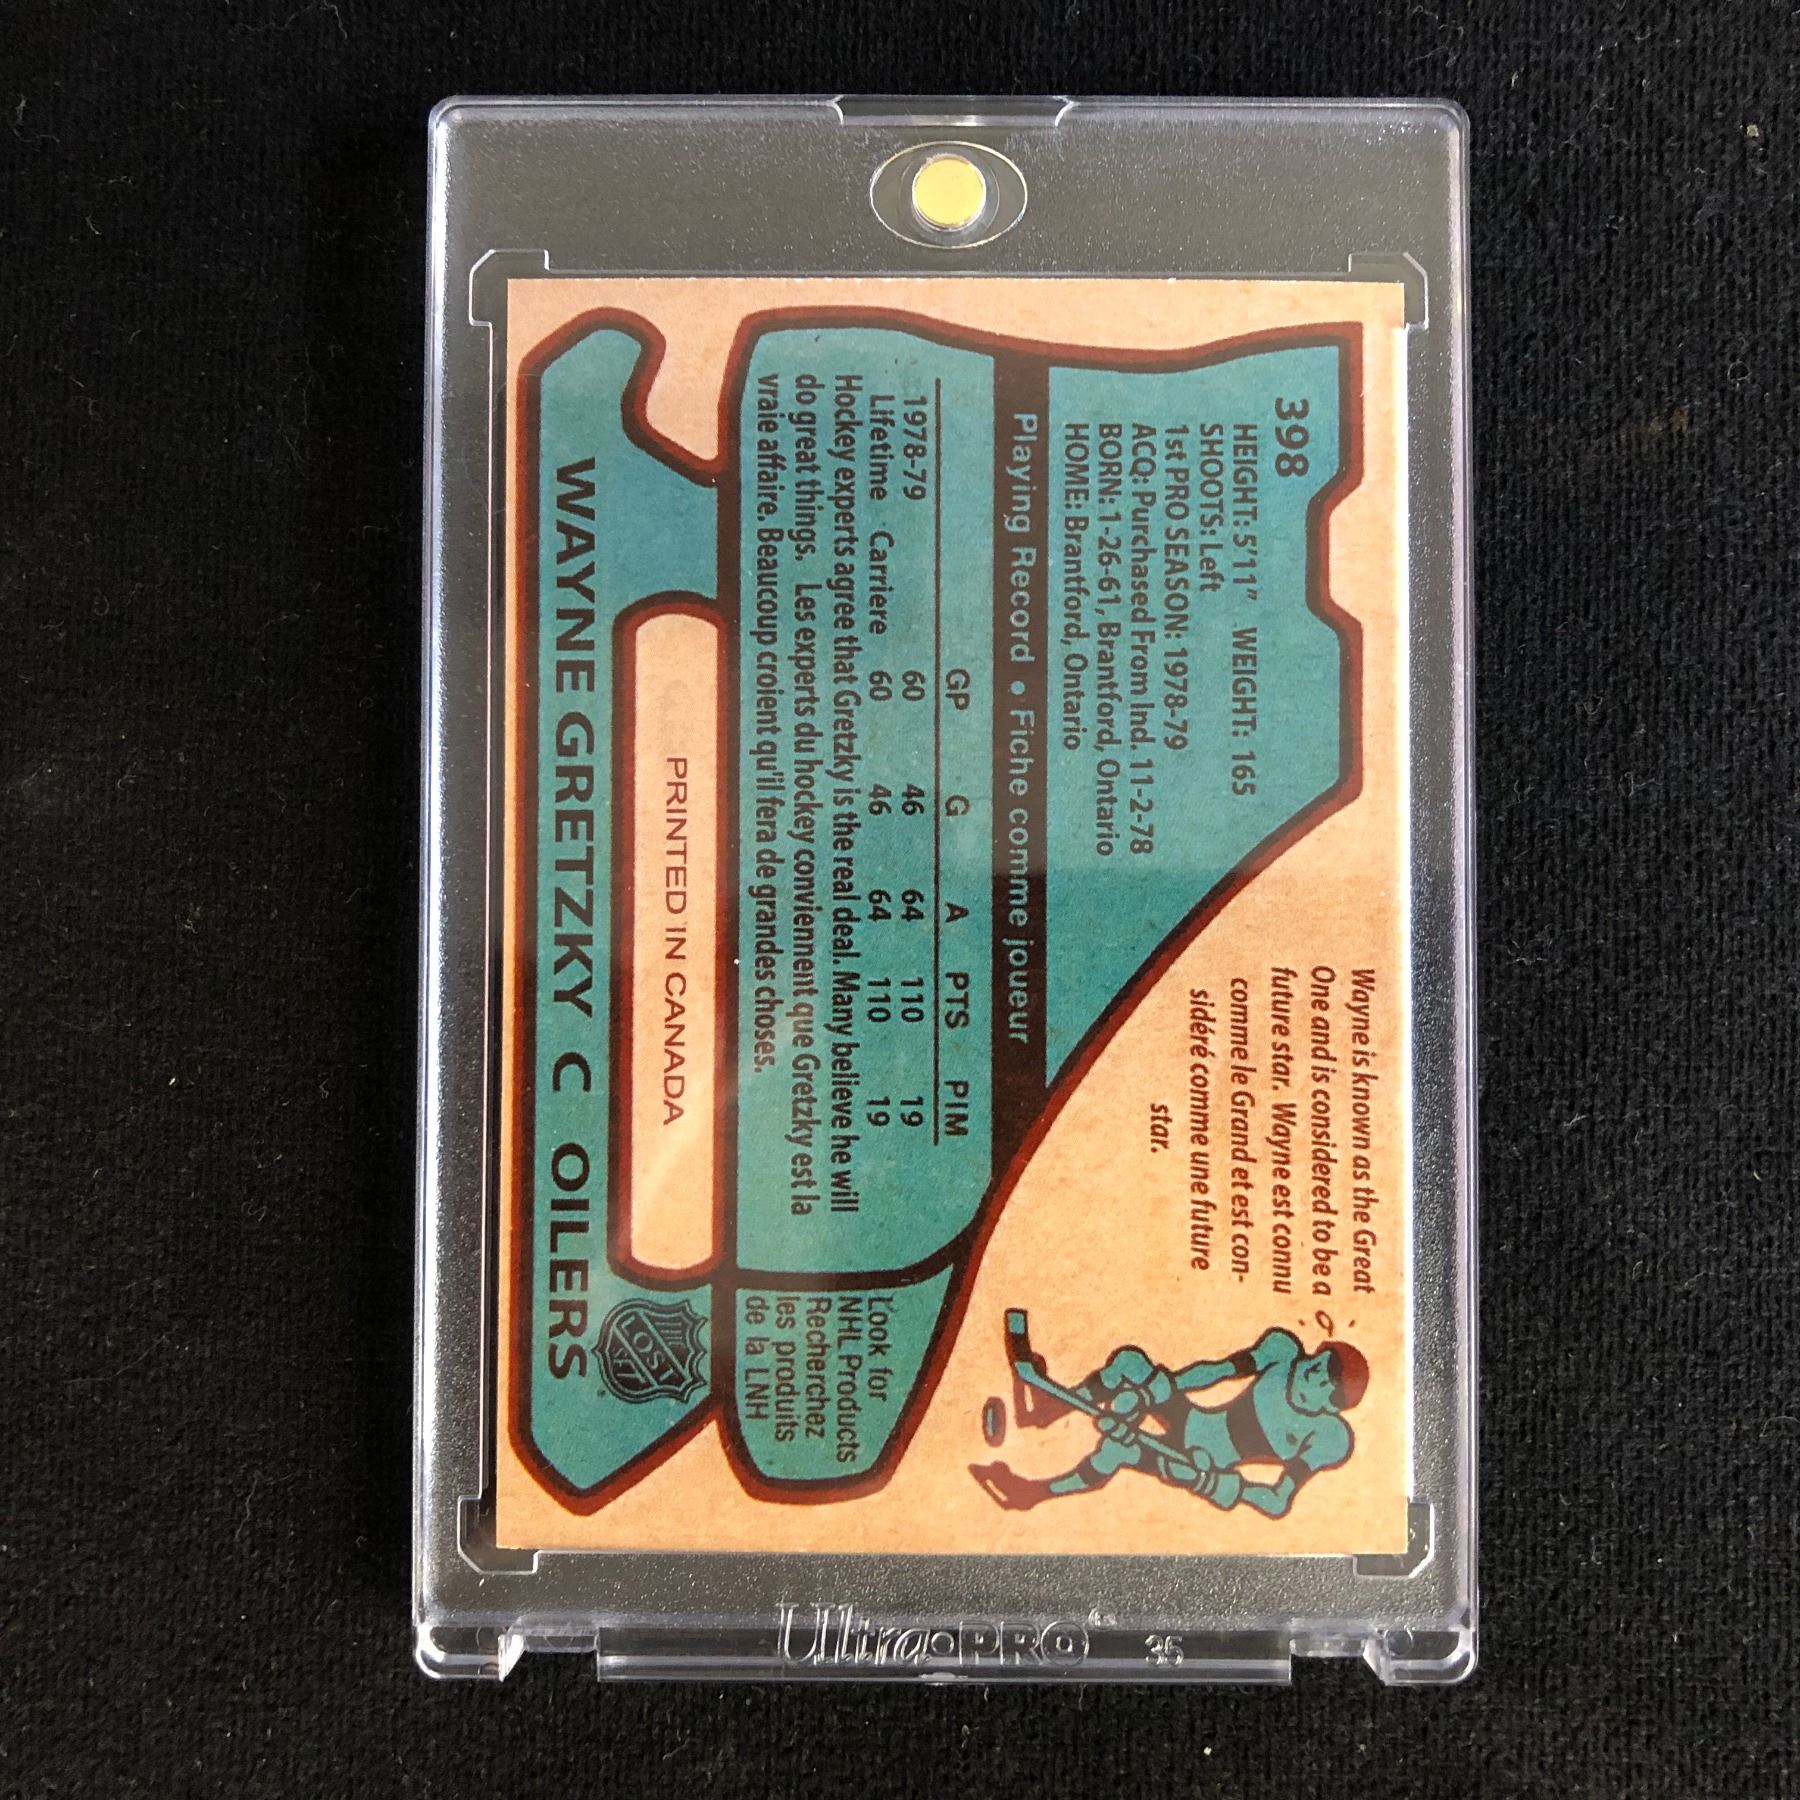 398
HEIGHT: 5'11" WEIGHT: 165
SHOOTS: Left
1st PRO SEASON: 1978-79
ACQ: Purchased From Ind. 11-2-78
BORN: 1-26-61, Brantford, Ontario
HOME: Brantford, Ontario
Wayne is known as the Great
One and is considered to be a
future star. Wayne est connu
comme le Grand et est con-
sidéré comme une future
star.
Playing Record • Fiche comme joueur
GP G A PTS PIM
1978-79 60 46 64 110 19
Lifetime Carriere 60 46 64 110 19
Hockey experts agree that Gretzky is the real deal. Many believe he will
do great things. Les experts du hockey conviennent que Gretzky est la
vraie affaire. Beaucoup croient qu'il fera de grandes choses.
Look for
NHL Products
Recherchez
les produits
de la LNH
PRINTED IN CANADA
LOST
WAYNE GRETZKY C OILERS
Ultra•PRO® 35